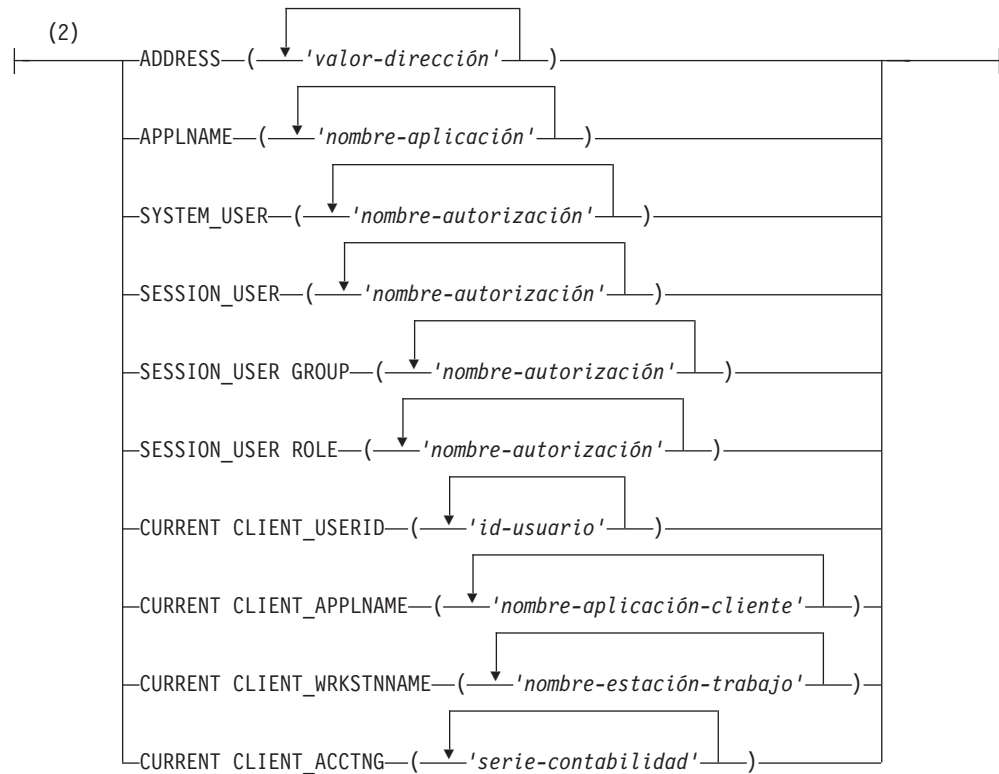 (2)
ADDRESS ( 'valor-dirección' )
APPLNAME ( 'nombre-aplicación' )
SYSTEM_USER ( 'nombre-autorización' )
SESSION_USER ( 'nombre-autorización' )
SESSION_USER GROUP ( 'nombre-autorización' )
SESSION_USER ROLE ( 'nombre-autorización' )
CURRENT CLIENT_USERID ( 'id-usuario' )
CURRENT CLIENT_APPLNAME ( 'nombre-aplicación-cliente' )
CURRENT CLIENT_WRKSTNNAME ( 'nombre-estación-trabajo' )
CURRENT CLIENT_ACCTNG ( 'serie-contabilidad' )